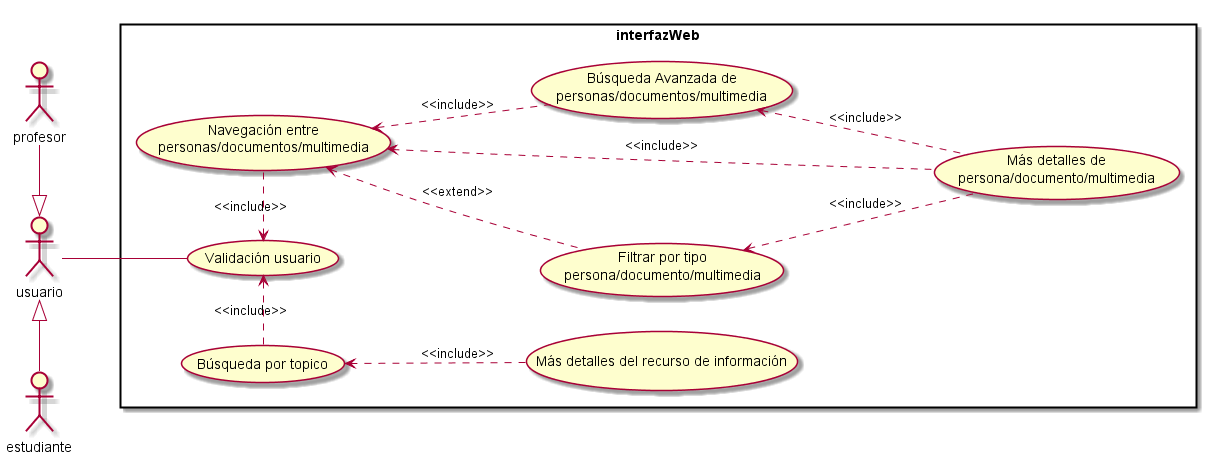 interfazWeb
Búsqueda Avanzada de
personas/documentos/multimedia
<<include>>
<<include>>
Navegación entre
personas/documentos/multimedia
profesor
<<include>>
Más detalles de
persona/documento/multimedia
<<extend>>
<<include>>
<<include>>
Validación usuario
Filtrar por tipo
persona/documento/multimedia
usuario
<<include>>
<<include>>
Búsqueda por topico
Más detalles del recurso de información
estudiante